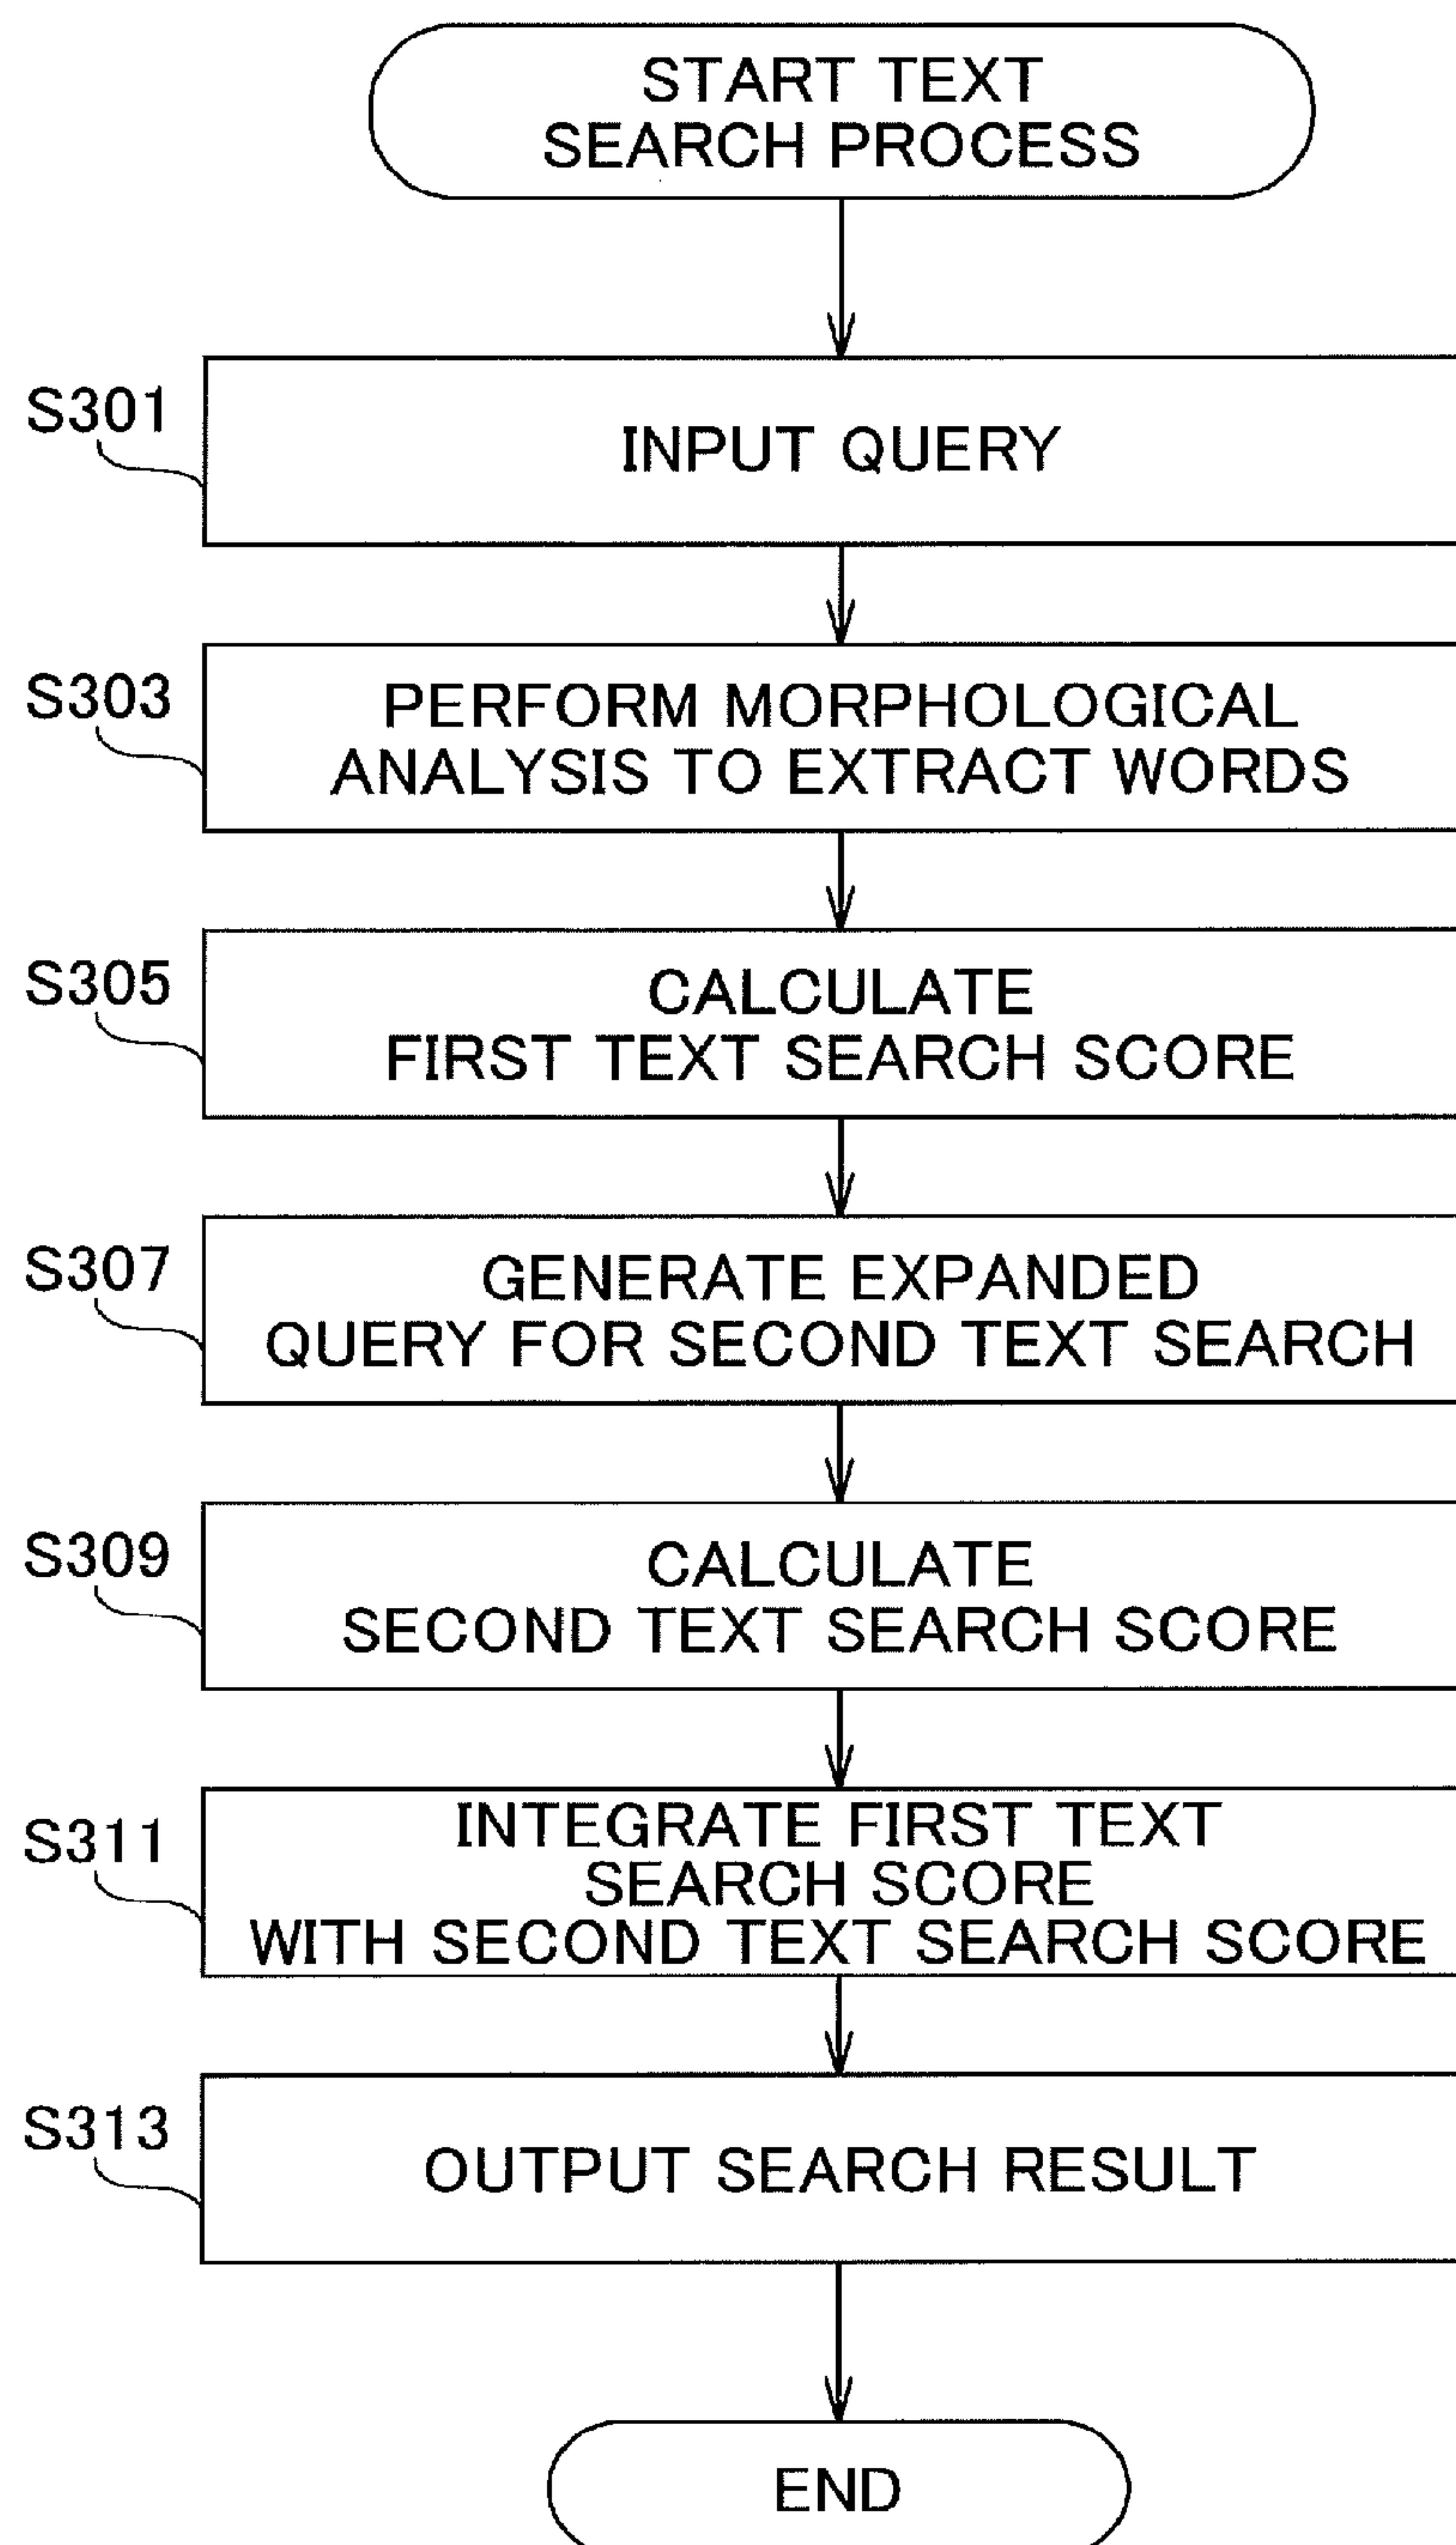 START TEXT
SEARCH PROCESS
S301
INPUT QUERY
S303
PERFORM MORPHOLOGICAL
ANALYSIS TO EXTRACT WORDS
S305
CALCULATE
FIRST TEXT SEARCH SCORE
S307
GENERATE EXPANDED
QUERY FOR SECOND TEXT SEARCH
S309
CALCULATE
SECOND TEXT SEARCH SCORE
S311
INTEGRATE FIRST TEXT
SEARCH SCORE
WITH SECOND TEXT SEARCH SCORE
S313
OUTPUT SEARCH RESULT
END